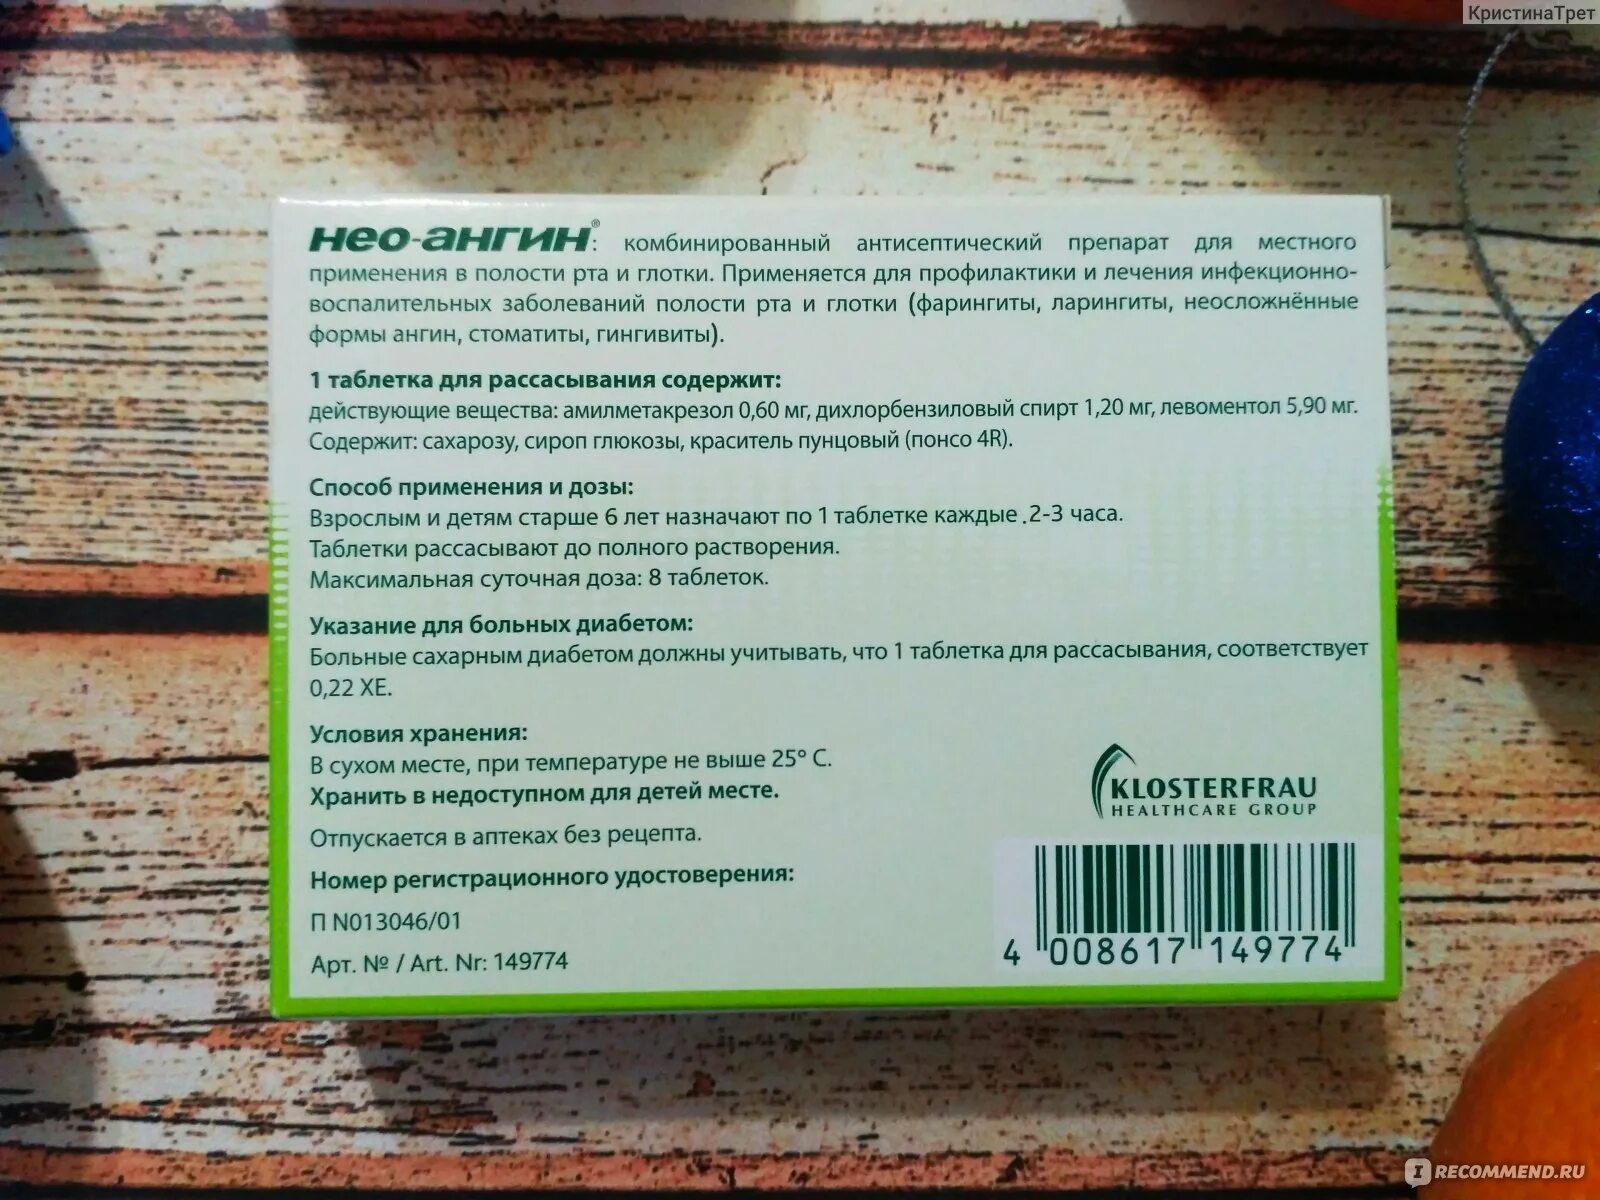 КристинаТрет
нео-ангин®: комбинированный антисептический препарат для местного
применения в полости рта и глотки. Применяется для профилактики и лечения инфекционно-
воспалительных заболеваний полости рта и глотки (фарингиты, ларингиты, неосложнённые
формы ангин, стоматиты, гингивиты).
1 таблетка для рассасывания содержит:
действующие вещества: амилметакрезол 0,60 мг, дихлорбензиловый спирт 1,20 мг, левоментол 5,90 мг.
Содержит: сахарозу, сироп глюкозы, краситель пунцовый (понсо 4R).
Способ применения и дозы:
Взрослым и детям старше 6 лет назначают по 1 таблетке каждые .2-3 часа.
Таблетки рассасывают до полного растворения.
Максимальная суточная доза: 8 таблеток.
Указание для больных диабетом:
Больные сахарным диабетом должны учитывать, что 1 таблетка для рассасывания, соответствует
0,22 ХЕ.
Условия хранения:
В сухом месте, при температуре не выше 25° С.
Хранить в недоступном для детей месте.
Отпускается в аптеках без рецепта.
Номер регистрационного удостоверения:
П N013046/01
Арт. № / Art. Nr: 149774
KLOSTERFRAU
HEALTHCARE GROUP
4 008617 149774
IRECOMMEND.RU